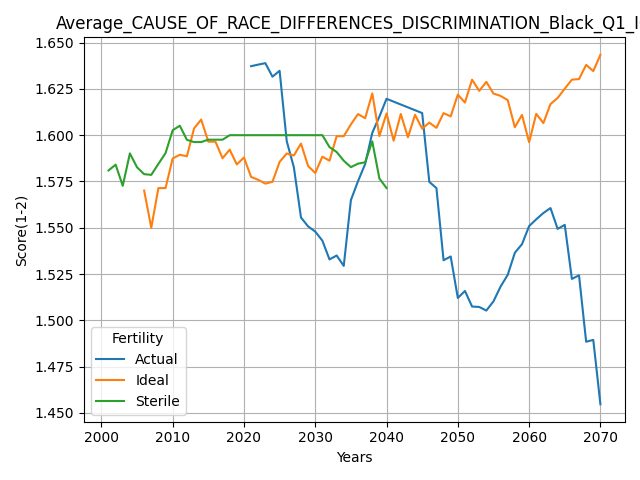 Average_CAUSE_OF_RACE_DIFFERENCES_DISCRIMINATION_Black_Q1_I
1.650
1.625
1.600
1.575
1.550
1.525
1.500
1.475
1.450
Score(1-2)
Fertility
Actual
Ideal
Sterile
2000 2010 2020 2030 2040 2050 2060 2070
Years